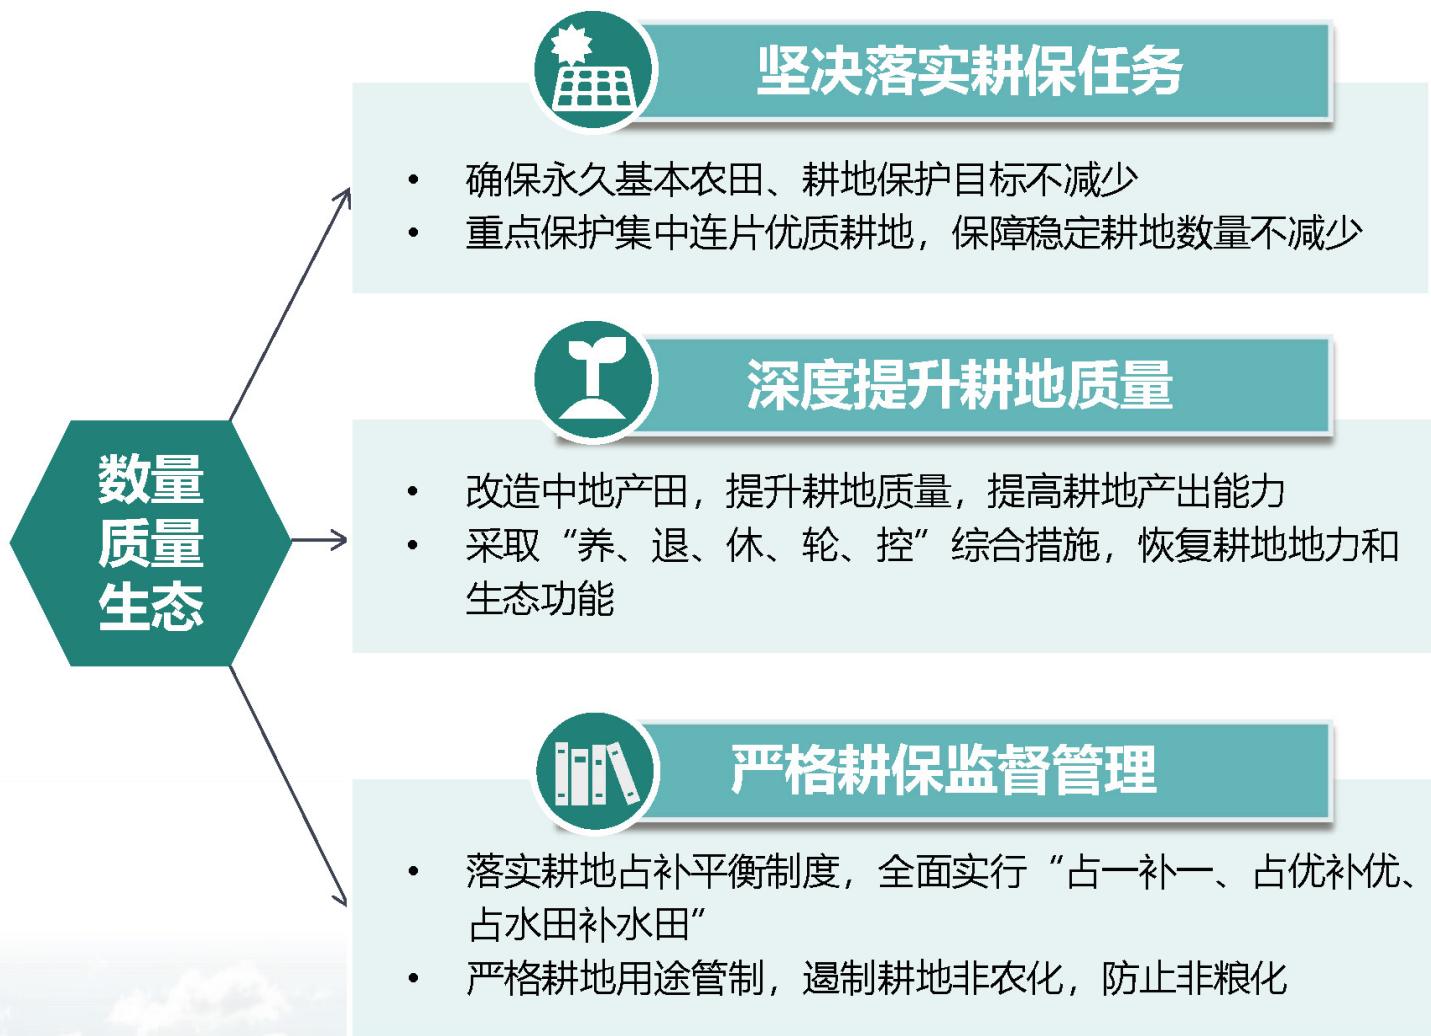 数量
质量
生态
坚决落实耕保任务
• 确保永久基本农田、耕地保护目标不减少
• 重点保护集中连片优质耕地，保障稳定耕地数量不减少
深度提升耕地质量
• 改造中地产田，提升耕地质量，提高耕地产出能力
• 采取“养、退、休、轮、控”综合措施，恢复耕地地力和
生态功能
严格耕保监督管理
• 落实耕地占补平衡制度，全面实行“占一补一、占优补优、
占水田补水田”
• 严格耕地用途管制，遏制耕地非农化，防止非粮化